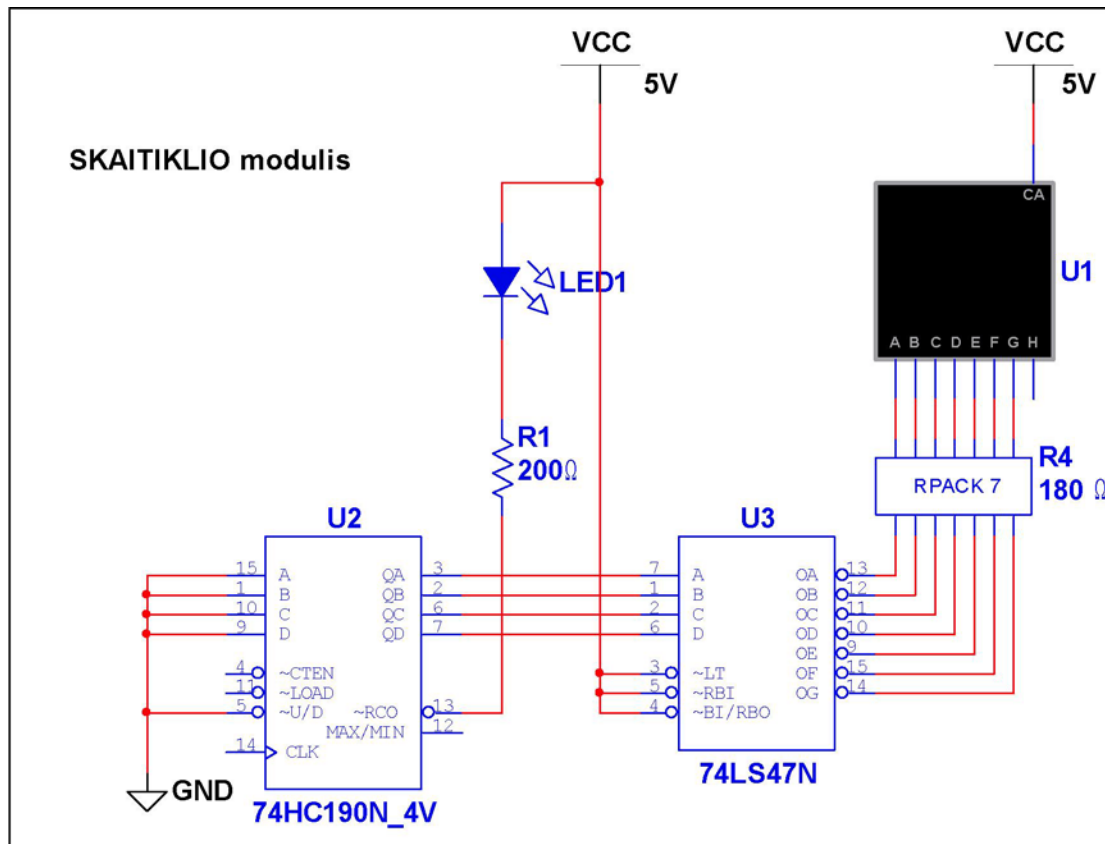 VCC
5V
VCC
5V
SKAITIKLIO modulis
CA
U1
LED1
A B C D E F G H
R1
200Ω
R4
180 Ω
RPACK 7
U2
U3
15 A QA 3
1 B QB 2
10 C QC 6
9 D QD 7
4 ~CTEN
11 ~LOAD
5 ~U/D ~RCO 13
MAX/MIN 12
14 CLK
7 A OA 13
1 B OB 12
2 C OC 11
6 D OD 10
OE 9
3 ~LT OF 15
5 ~RBI OG 14
4 ~BI/RBO
GND
74HC190N_4V
74LS47N